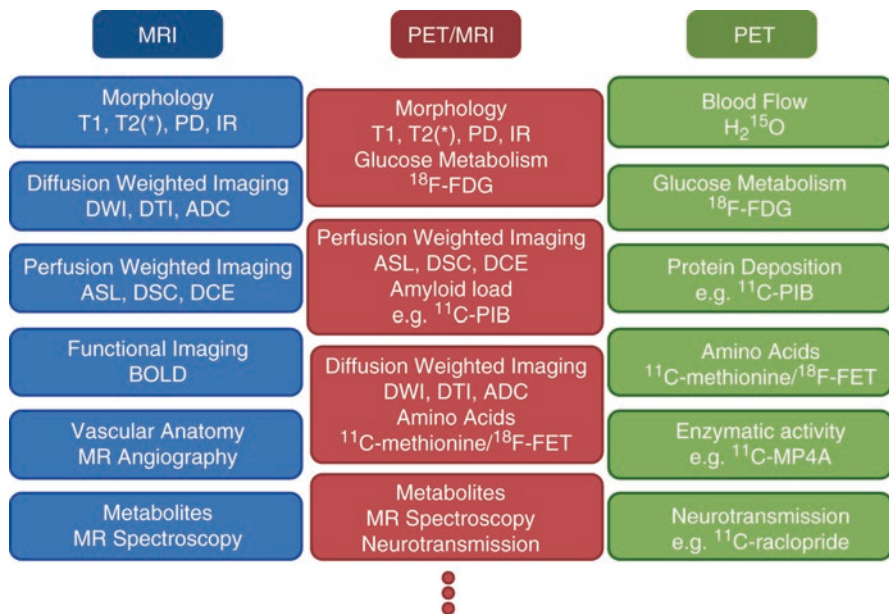 MRI
Morphology
T1, T2(*), PD, IR
Diffusion Weighted Imaging
DWI, DTI, ADC
Perfusion Weighted Imaging
ASL, DSC, DCE
Functional Imaging
BOLD
Vascular Anatomy
MR Angiography
Metabolites
MR Spectroscopy
PET/MRI
Morphology
T1, T2(*), PD, IR
Glucose Metabolism
¹⁸F-FDG
Perfusion Weighted Imaging
ASL, DSC, DCE
Amyloid load
e.g. ¹¹C-PIB
Diffusion Weighted Imaging
DWI, DTI, ADC
Amino Acids
¹¹C-methionine/¹⁸F-FET
Metabolites
MR Spectroscopy
Neurotransmission
PET
Blood Flow
H₂¹⁵O
Glucose Metabolism
¹⁸F-FDG
Protein Deposition
e.g. ¹¹C-PIB
Amino Acids
¹¹C-methionine/¹⁸F-FET
Enzymatic activity
e.g. ¹¹C-MP4A
Neurotransmission
e.g. ¹¹C-raclopride